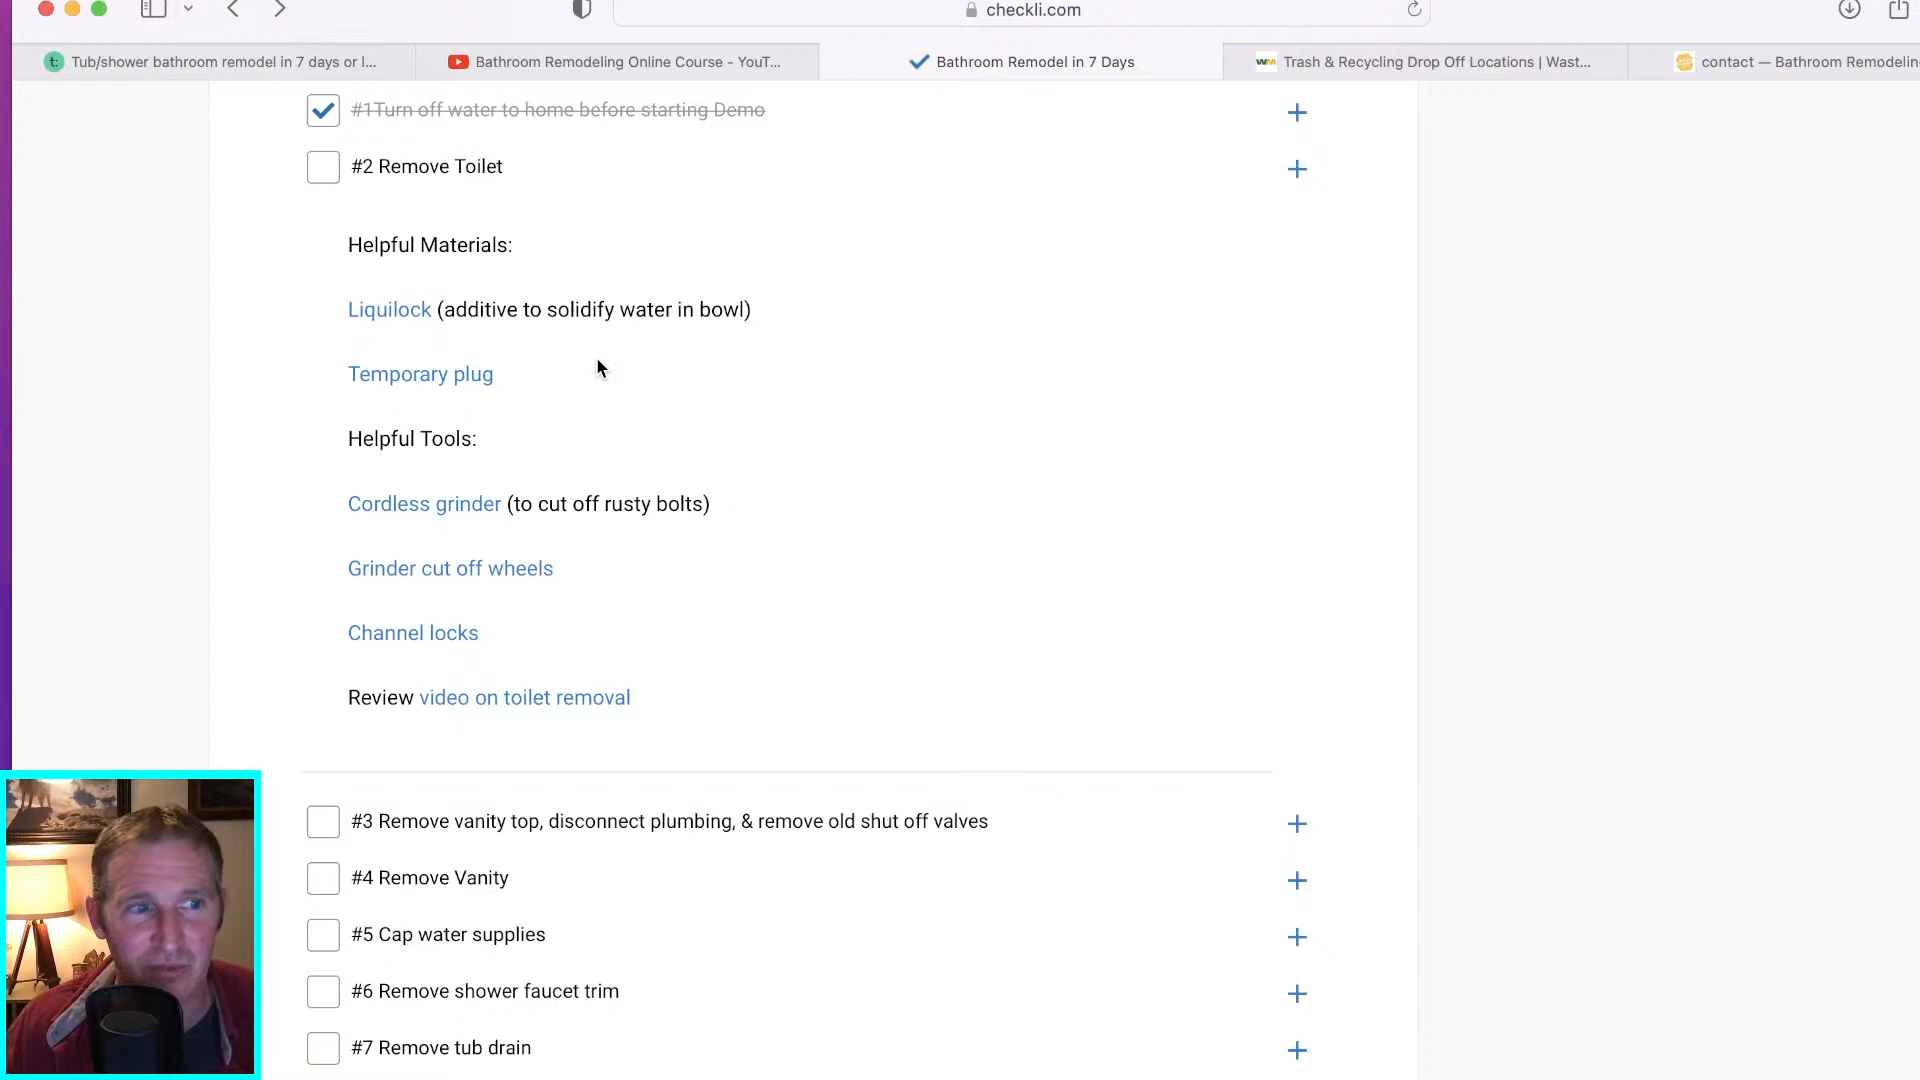 checkli.com
t: Tub/shower bathroom remodel in 7 days or l...
Bathroom Remodeling Online Course - YouT...
Bathroom Remodel in 7 Days
WM Trash & Recycling Drop Off Locations | Wast...
contact — Bathroom Remodeling
#1Turn off water to home before starting Demo
#2 Remove Toilet
Helpful Materials:
Liquilock (additive to solidify water in bowl)
Temporary plug
Helpful Tools:
Cordless grinder (to cut off rusty bolts)
Grinder cut off wheels
Channel locks
Review video on toilet removal
#3 Remove vanity top, disconnect plumbing, & remove old shut off valves
#4 Remove Vanity
#5 Cap water supplies
#6 Remove shower faucet trim
#7 Remove tub drain